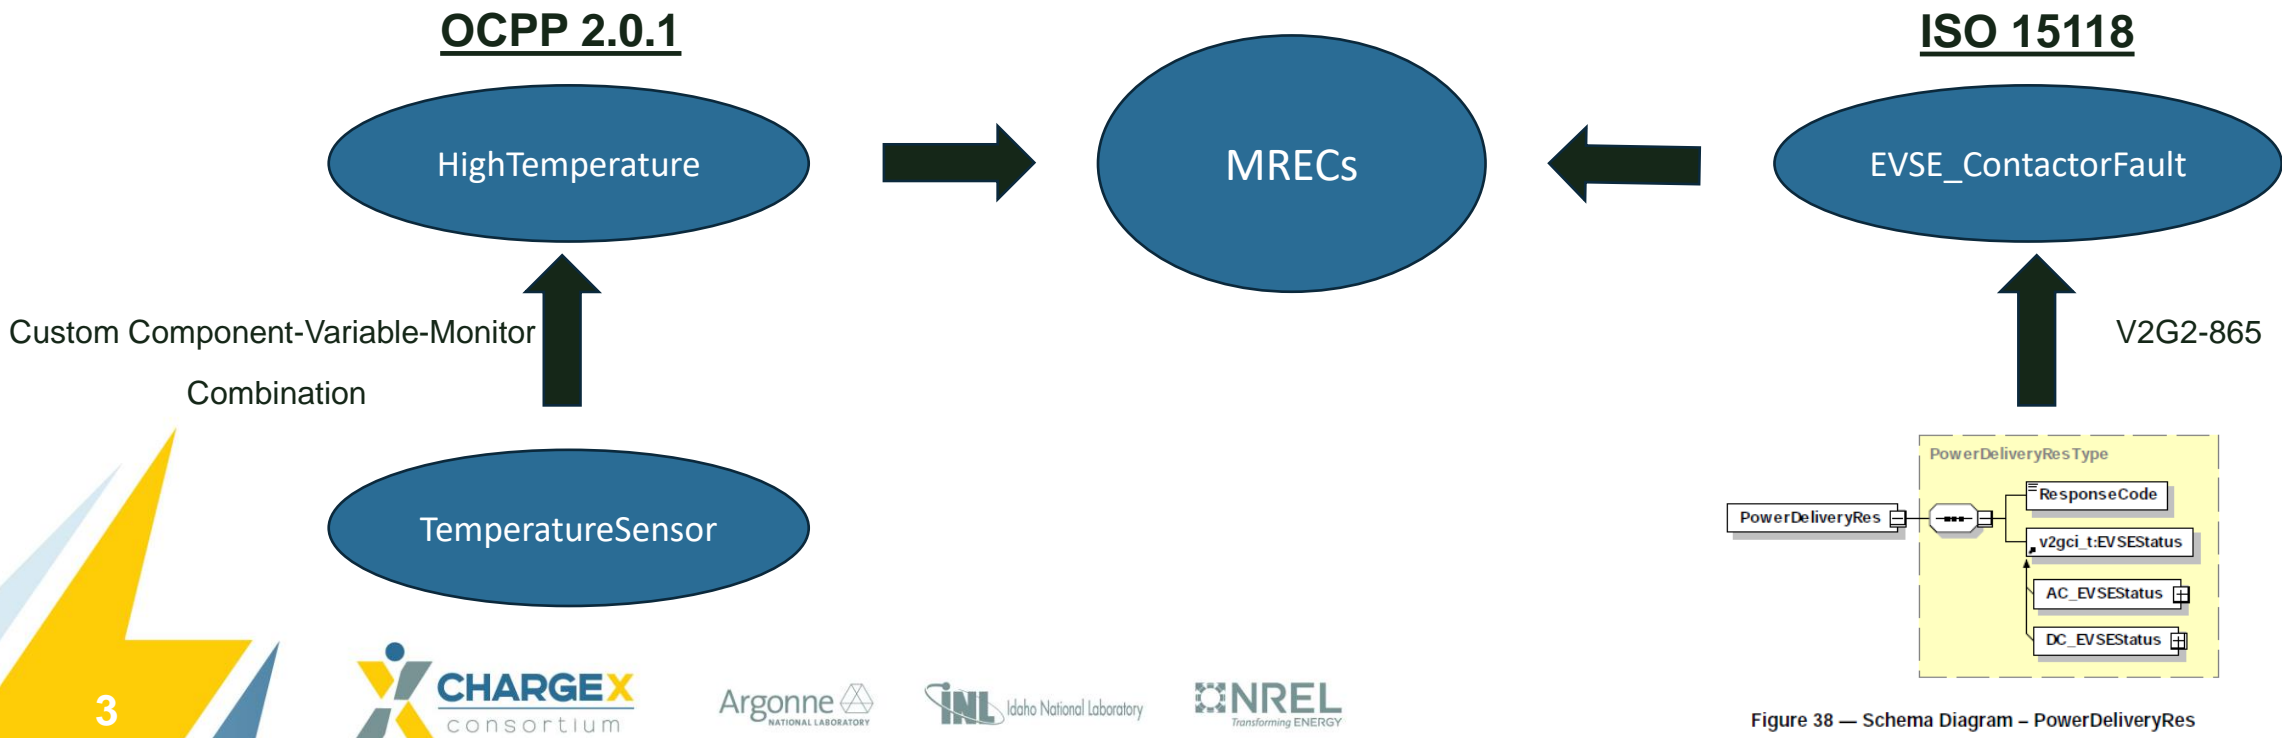 OCPP 2.0.1
ISO 15118
HighTemperature
MRECs
EVSE_ContactorFault
Custom Component-Variable-Monitor
Combination
V2G2-865
TemperatureSensor
PowerDeliveryResType
ResponseCode
PowerDeliveryRes
v2gci_t:EVSEStatus
AC_EVSEStatus
DC_EVSEStatus
3
CHARGEX
consortium
Argonne
NATIONAL LABORATORY
INL Idaho National Laboratory
NREL
Transforming ENERGY
Figure 38 — Schema Diagram – PowerDeliveryRes